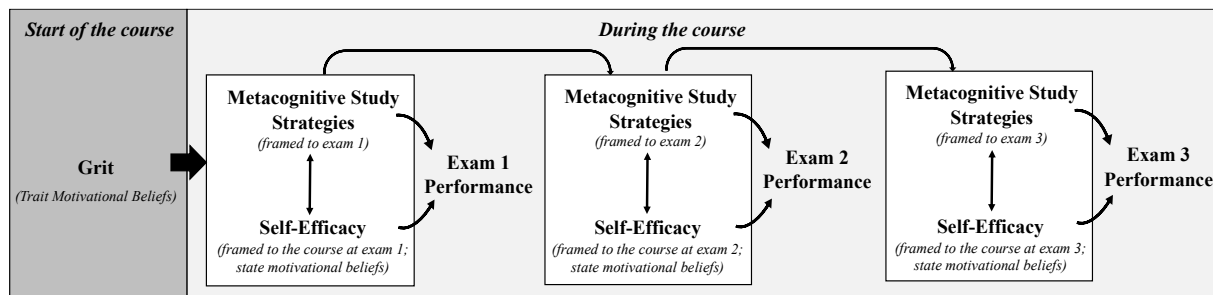 Start of the course
During the course
Grit
(Trait Motivational Beliefs)
Metacognitive Study
Strategies
(framed to exam 1)
Self-Efficacy
(framed to the course at exam 1;
state motivational beliefs)
Exam 1
Performance
Metacognitive Study
Strategies
(framed to exam 2)
Self-Efficacy
(framed to the course at exam 2;
state motivational beliefs)
Exam 2
Performance
Metacognitive Study
Strategies
(framed to exam 3)
Self-Efficacy
(framed to the course at exam 3;
state motivational beliefs)
Exam 3
Performance